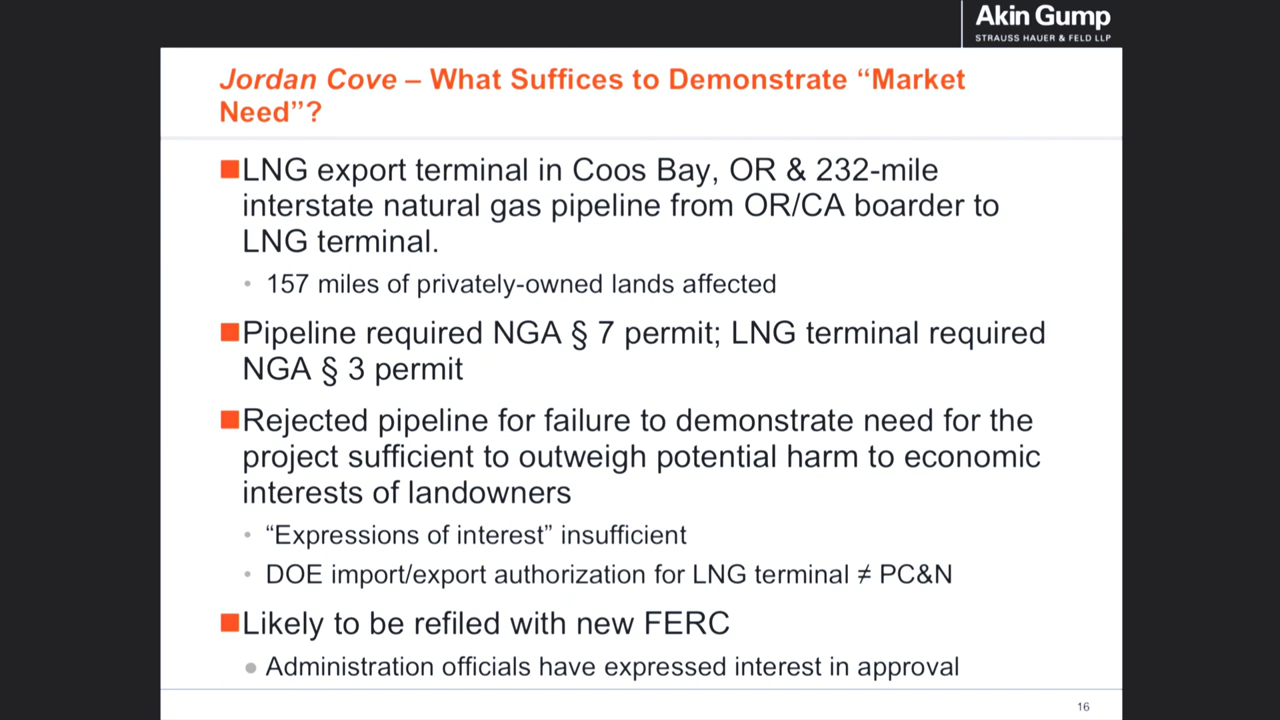 Akin Gump
STRAUSS HAUER & FELD LLP
Jordan Cove – What Suffices to Demonstrate “Market
Need”?
LNG export terminal in Coos Bay, OR & 232-mile
interstate natural gas pipeline from OR/CA boarder to
LNG terminal.
• 157 miles of privately-owned lands affected
Pipeline required NGA § 7 permit; LNG terminal required
NGA § 3 permit
Rejected pipeline for failure to demonstrate need for the
project sufficient to outweigh potential harm to economic
interests of landowners
• “Expressions of interest” insufficient
• DOE import/export authorization for LNG terminal ≠ PC&N
Likely to be refiled with new FERC
• Administration officials have expressed interest in approval
16